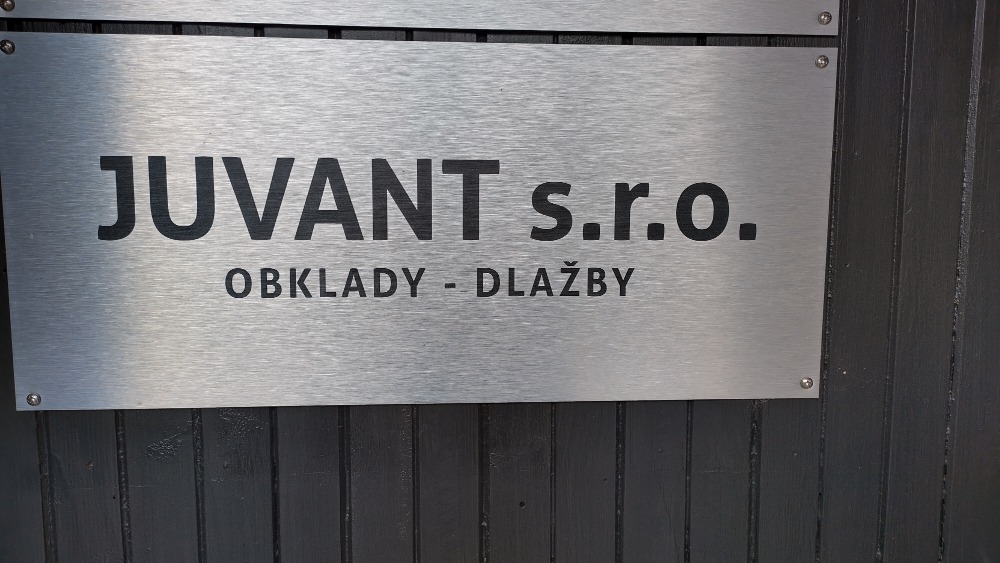 JUVANT s.r.o.
OBKLADY - DLAŽBY